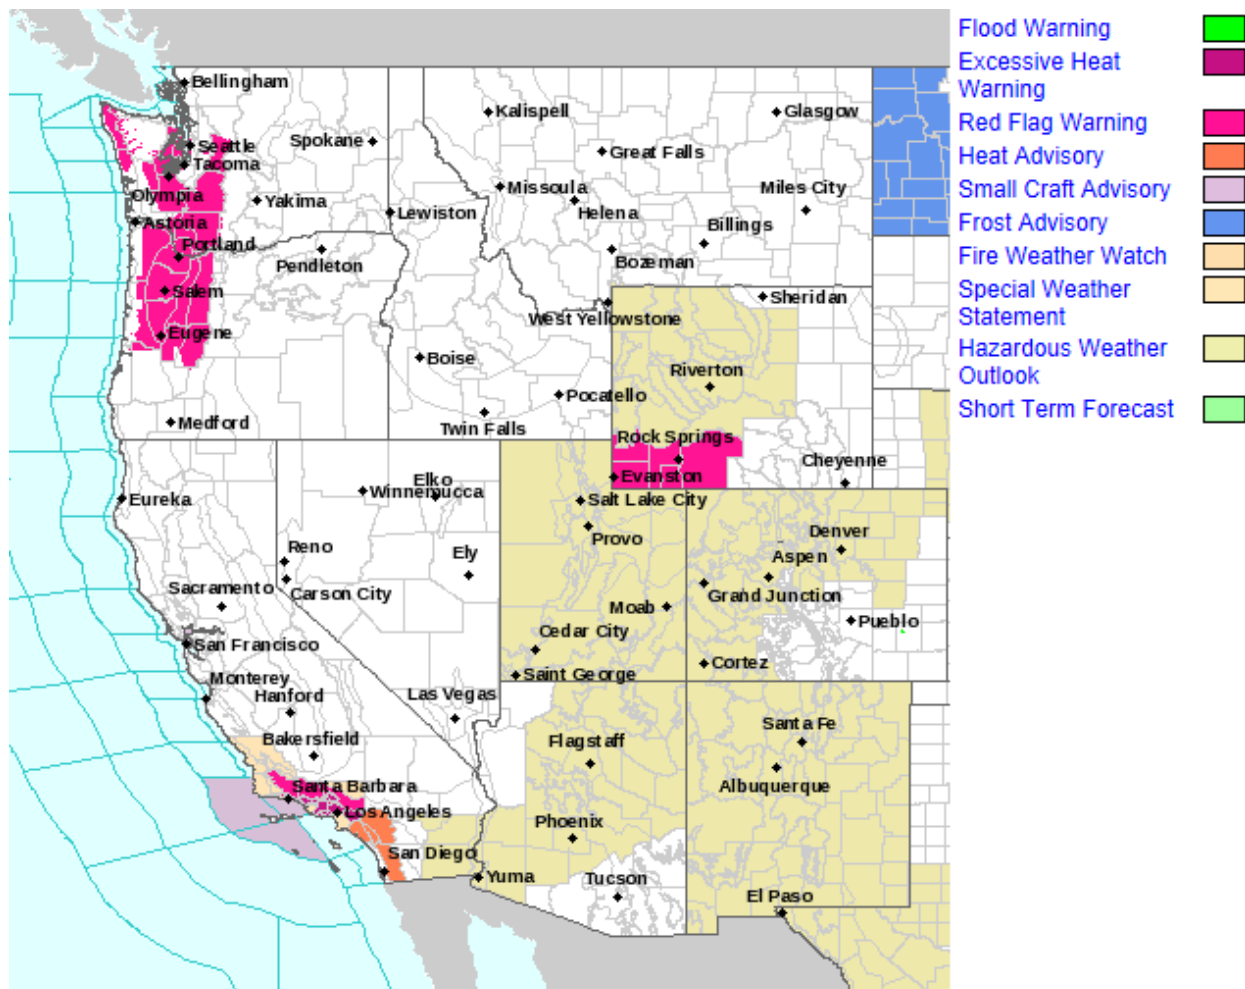 Bellingham
Kalispell
Glasgow
Spokane
Seattle
Great Falls
Tacoma
Missoula
Miles City
Olympia
Yakima
Helena
Lewiston
Astoria
Billings
Portland
Pendleton
Bozeman
Salem
Sheridan
West Yellowstone
Eugene
Boise
Riverton
Pocatello
Medford
Twin Falls
Rock Springs
Cheyenne
Evanston
Elko
Winnemucca
Eureka
Salt Lake City
Provo
Denver
Reno
Ely
Aspen
Sacramento
Carson City
Grand Junction
Moab
Pueblo
Cedar City
San Francisco
Cortez
Saint George
Monterey
Hanford
Las Vegas
Santa Fe
Bakersfield
Flagstaff
Albuquerque
Santa Barbara
Los Angeles
Phoenix
San Diego
Yuma
Tucson
El Paso
Flood Warning
Excessive Heat
Warning
Red Flag Warning
Heat Advisory
Small Craft Advisory
Frost Advisory
Fire Weather Watch
Special Weather
Statement
Hazardous Weather
Outlook
Short Term Forecast